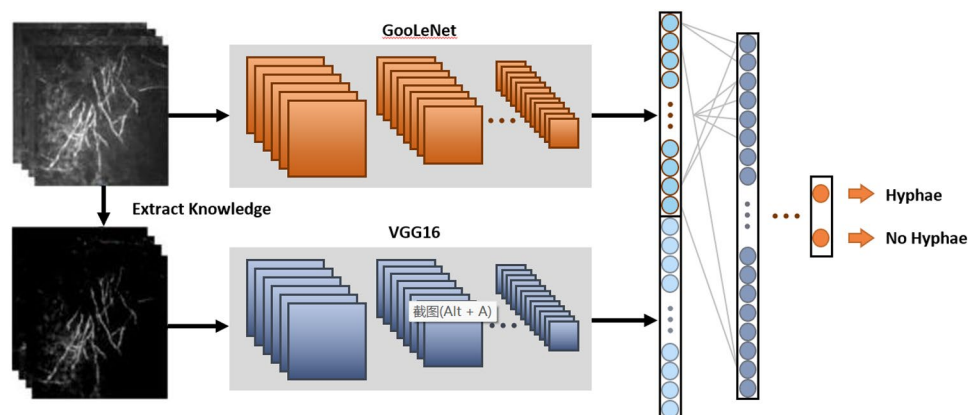 GooLeNet
Extract Knowledge
VGG16
截图(Alt + A)
Hyphae
No Hyphae